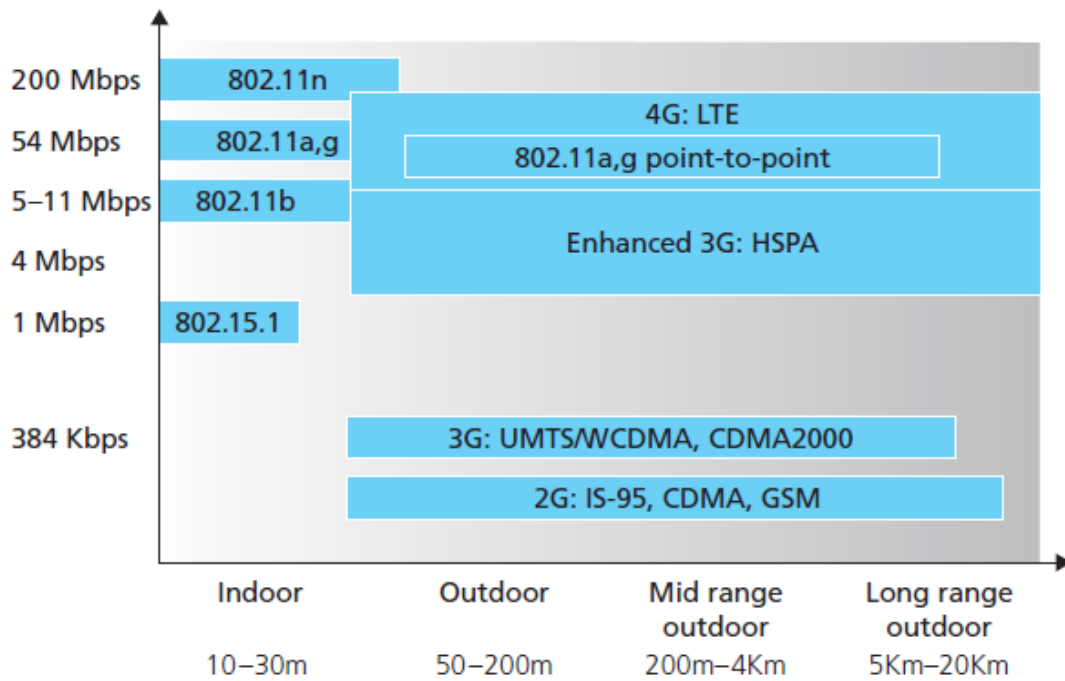 200 Mbps
802.11n
4G: LTE
54 Mbps
802.11a,g
802.11a,g point-to-point
5–11 Mbps
802.11b
Enhanced 3G: HSPA
4 Mbps
1 Mbps
802.15.1
384 Kbps
3G: UMTS/WCDMA, CDMA2000
2G: IS-95, CDMA, GSM
Indoor
Outdoor
Mid range
outdoor
Long range
outdoor
10–30m
50–200m
200m–4Km
5Km–20Km